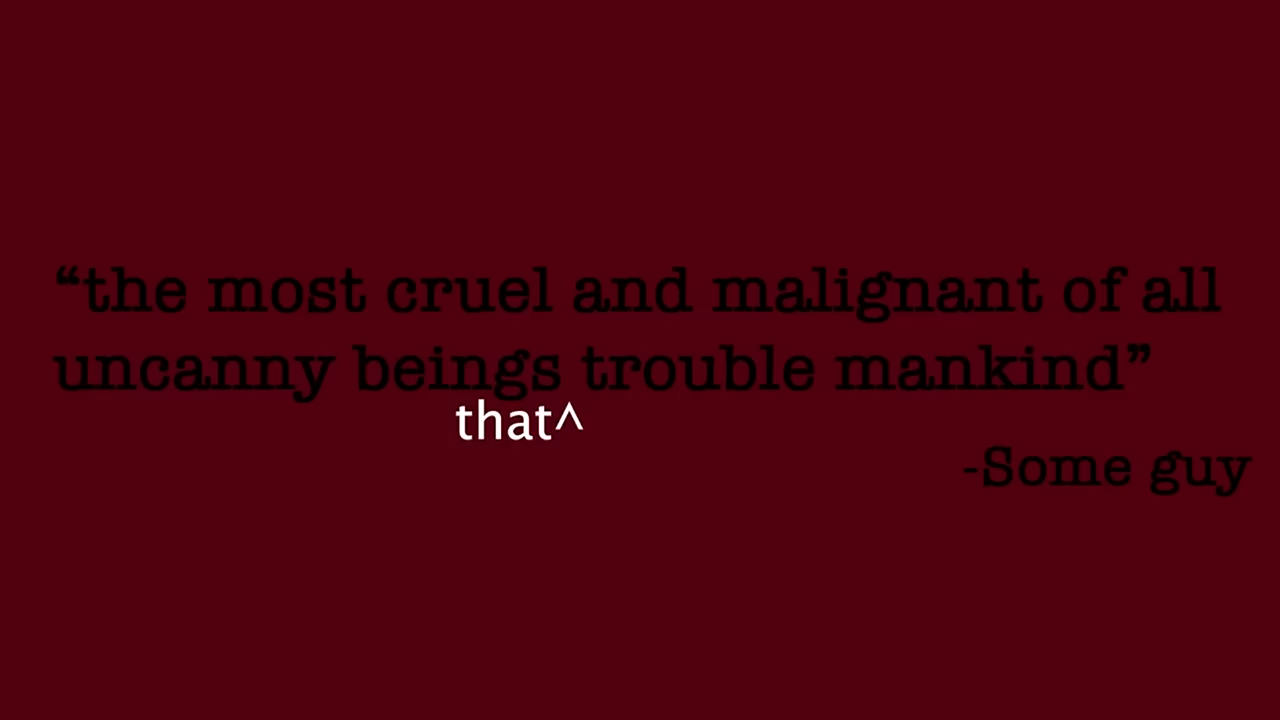 “the most cruel and malignant of all
uncanny beings trouble mankind”
that^
-Some guy